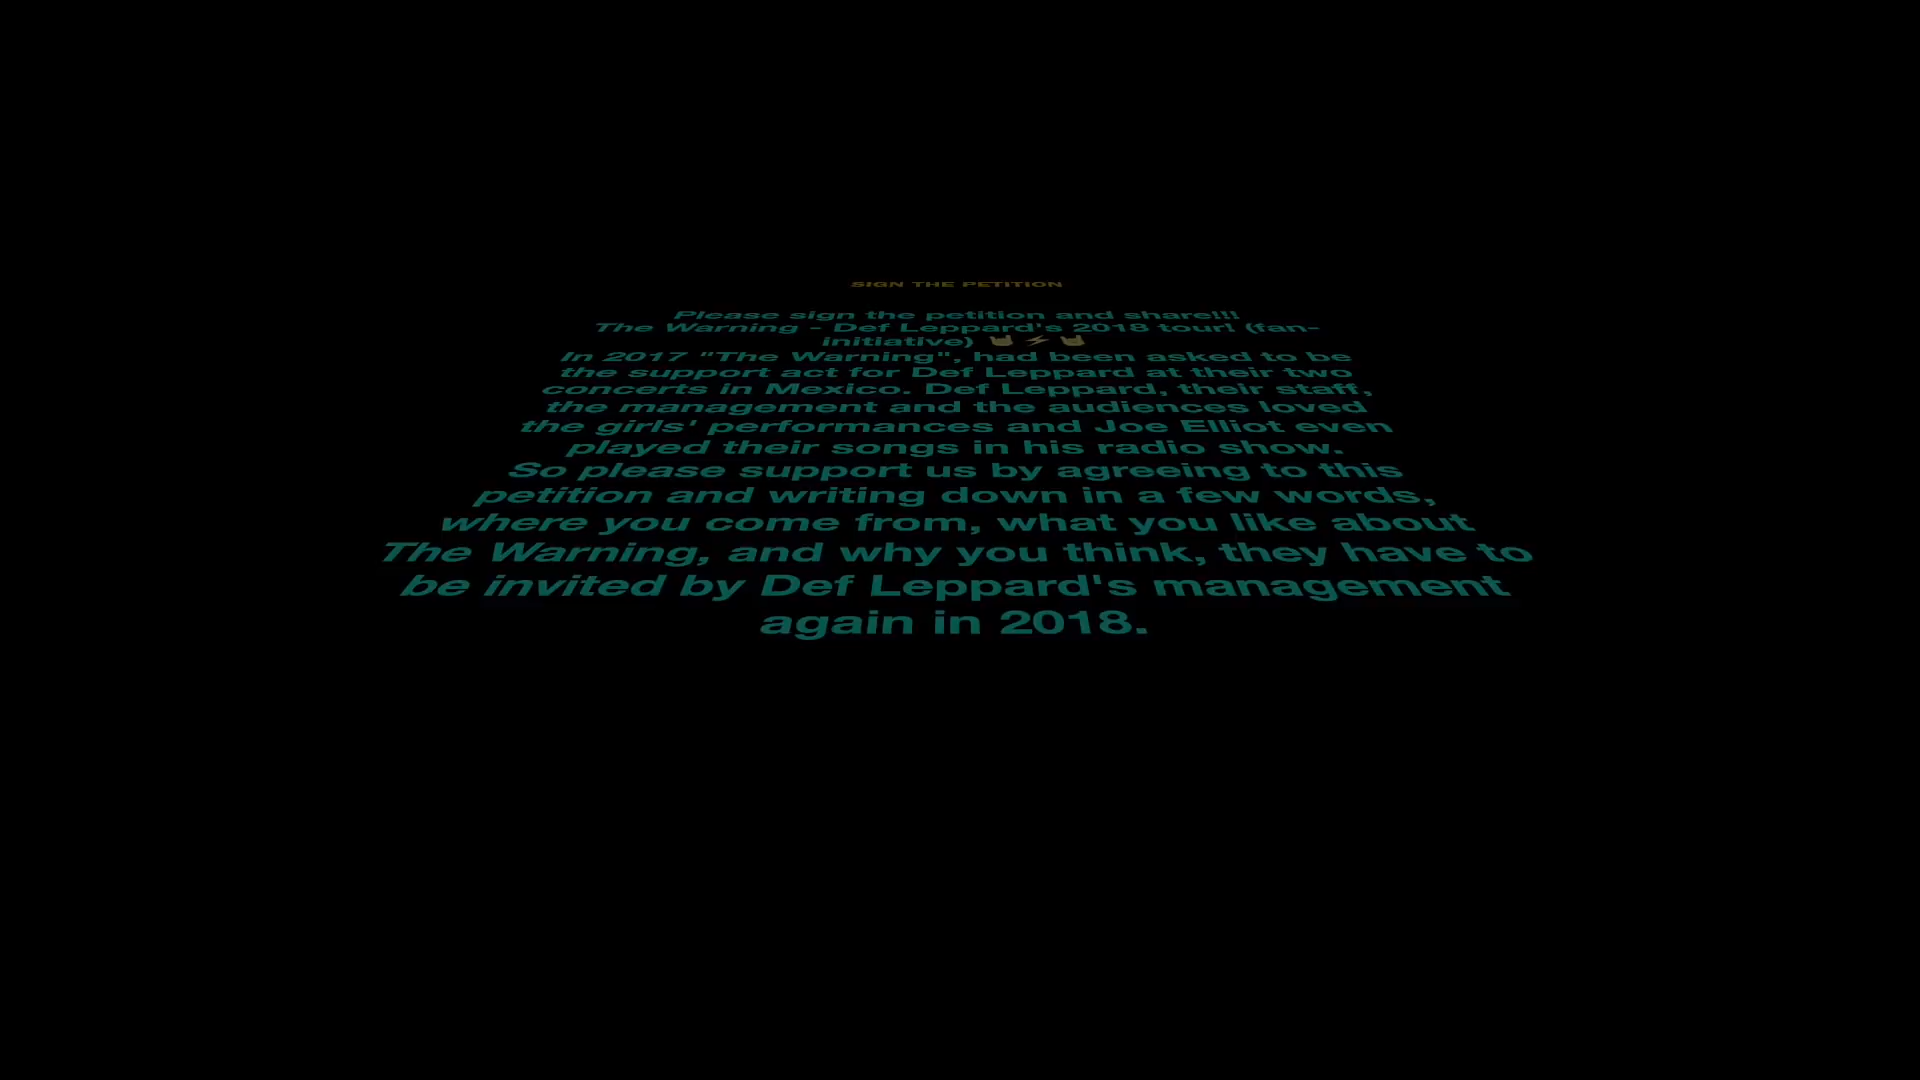 SIGN THE PETITION
Please sign the petition and share!!!
The Warning - Def Leppard's 2018 tour! (fan-
initiative) 🤘⚡🤘
In 2017 "The Warning", had been asked to be
the support act for Def Leppard at their two
concerts in Mexico. Def Leppard, their staff,
the management and the audiences loved
the girls' performances and Joe Elliot even
played their songs in his radio show.
So please support us by agreeing to this
petition and writing down in a few words,
where you come from, what you like about
The Warning, and why you think, they have to
be invited by Def Leppard's management
again in 2018.